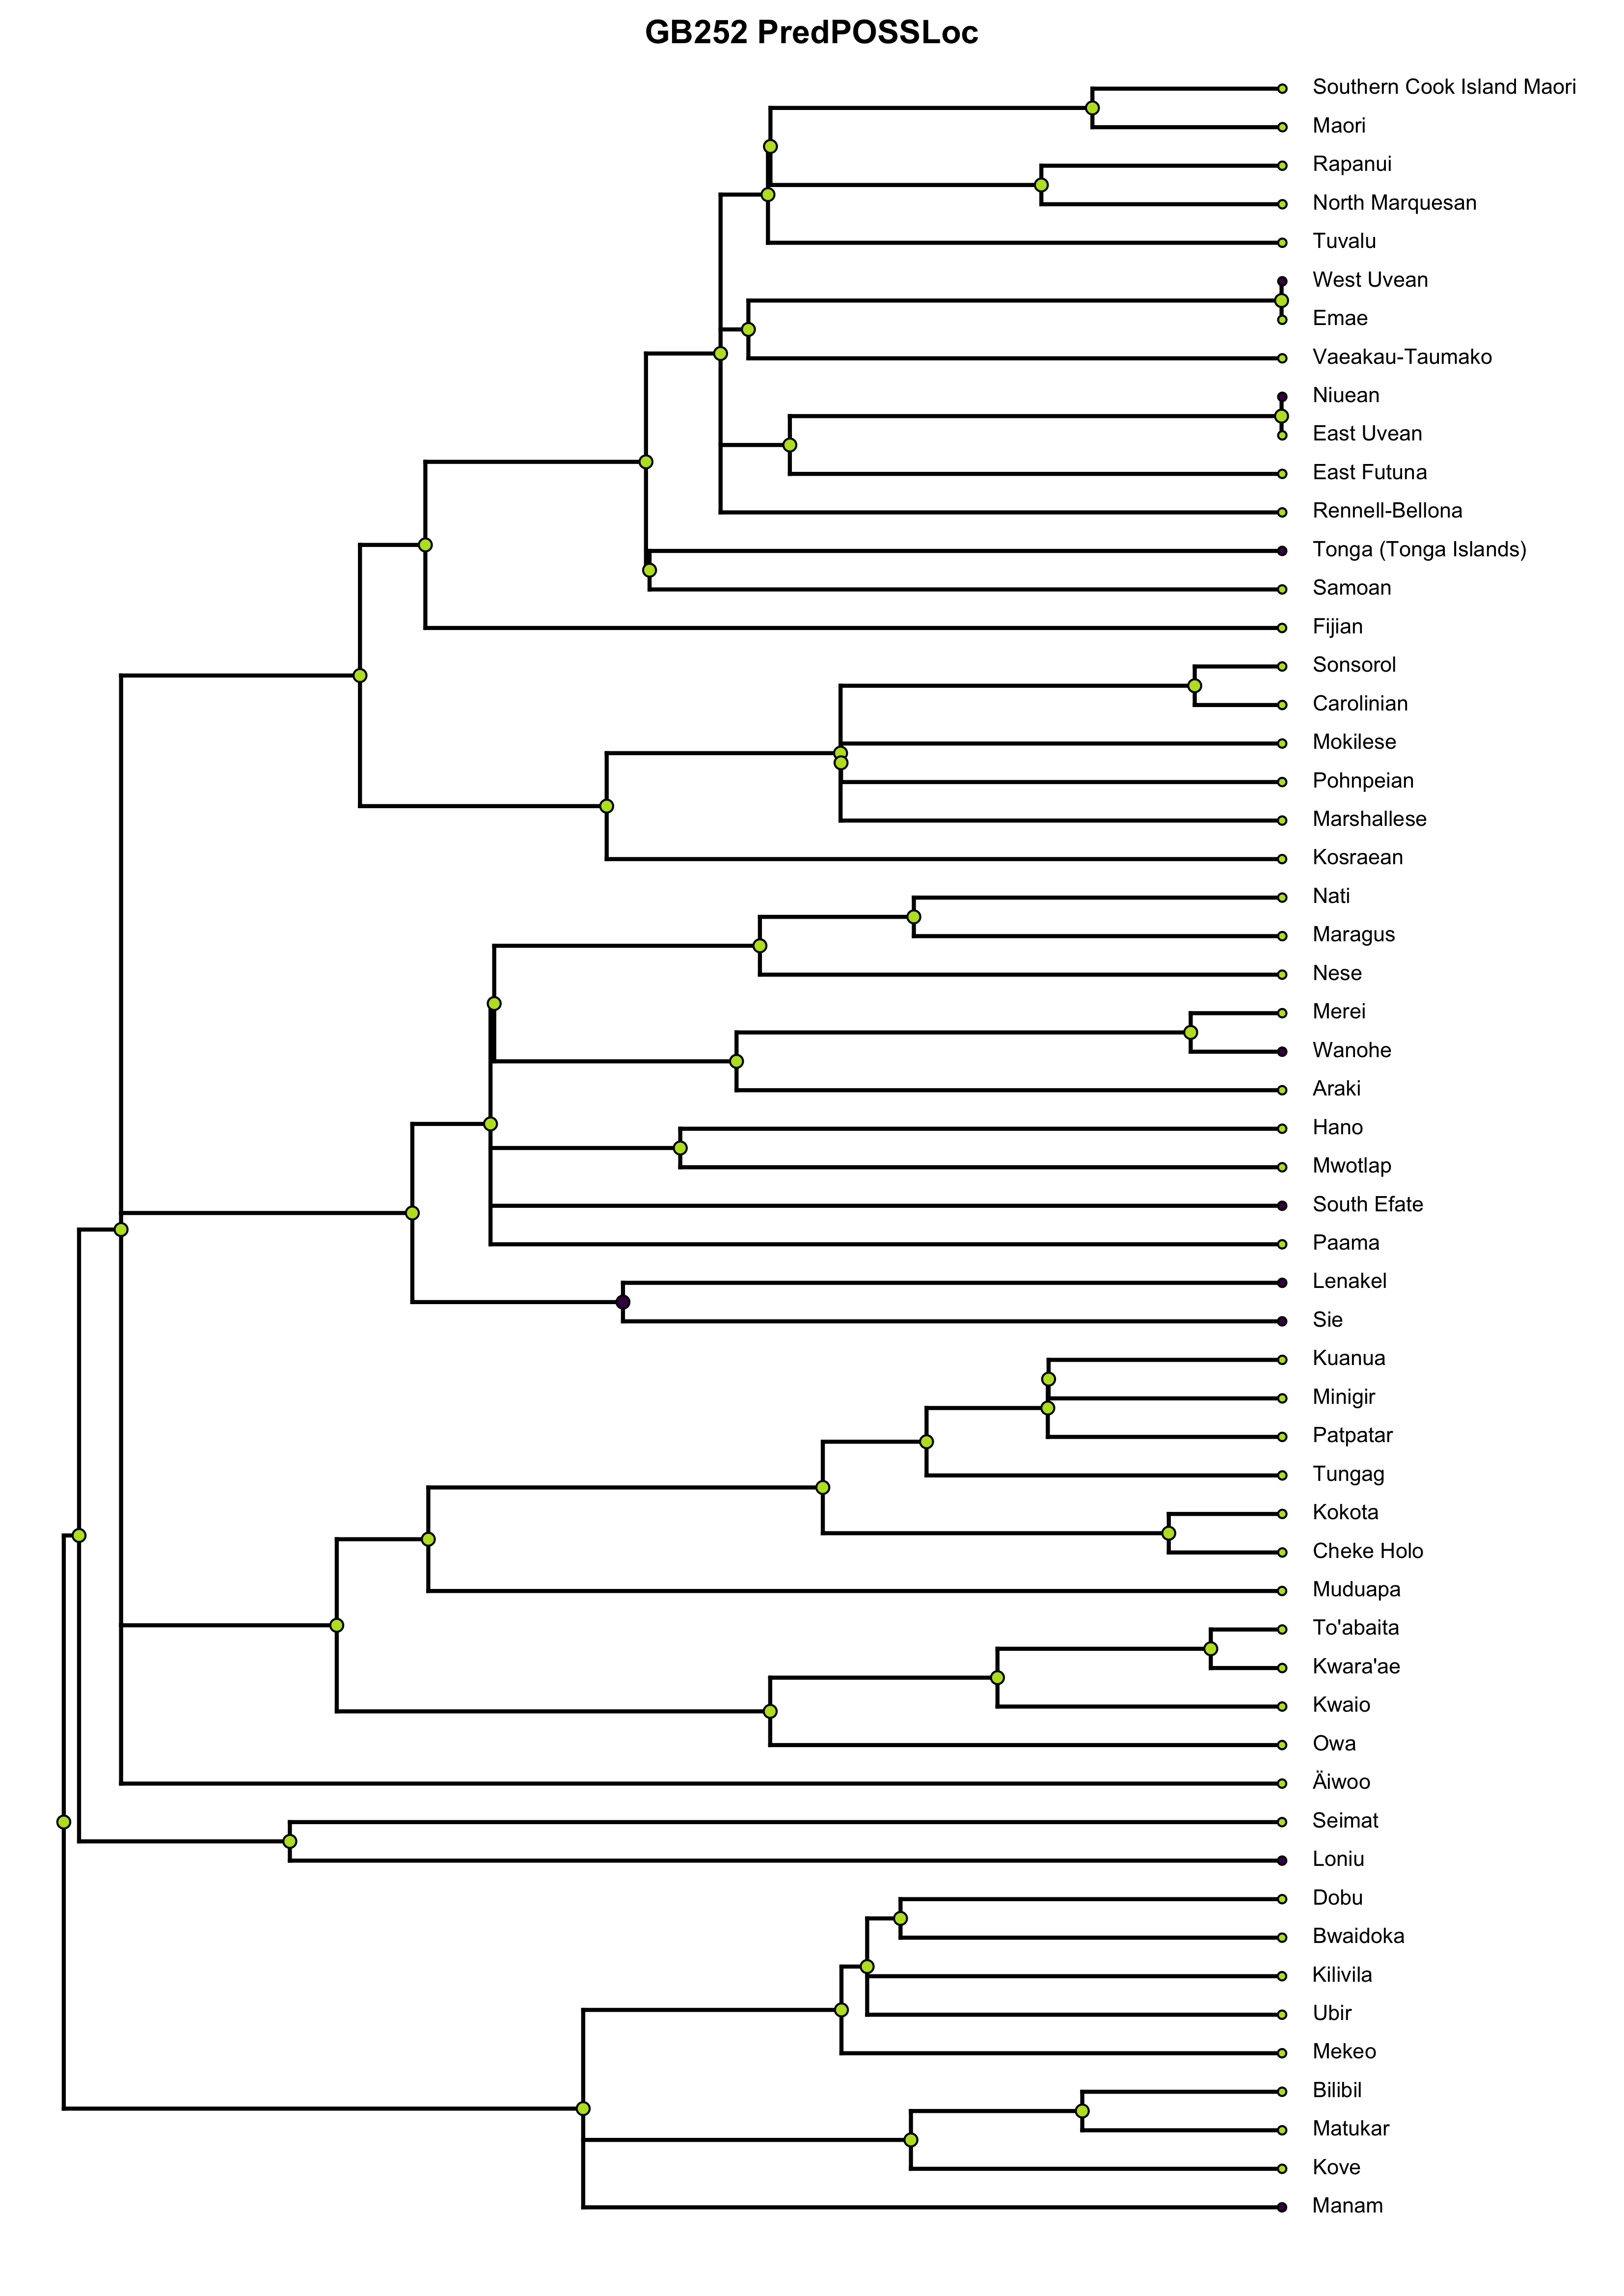 GB252 PredPOSSLoc
Southern Cook Island Maori
Maori
Rapanui
North Marquesan
Tuvalu
West Uvean
Emae
Vaeakau-Taumako
Niuean
East Uvean
East Futuna
Rennell-Bellona
Tonga (Tonga Islands)
Samoan
Fijian
Sonsorol
Carolinian
Mokilese
Pohnpeian
Marshallese
Kosraean
Nati
Maragus
Nese
Merei
Wanohe
Araki
Hano
Mwotlap
South Efate
Paama
Lenakel
Sie
Kuanua
Minigir
Patpatar
Tungag
Kokota
Cheke Holo
Muduapa
To'abaita
Kwara'ae
Kwaio
Owa
Äiwoo
Seimat
Loniu
Dobu
Bwaidoka
Kilivila
Ubir
Mekeo
Bilibil
Matukar
Kove
Manam